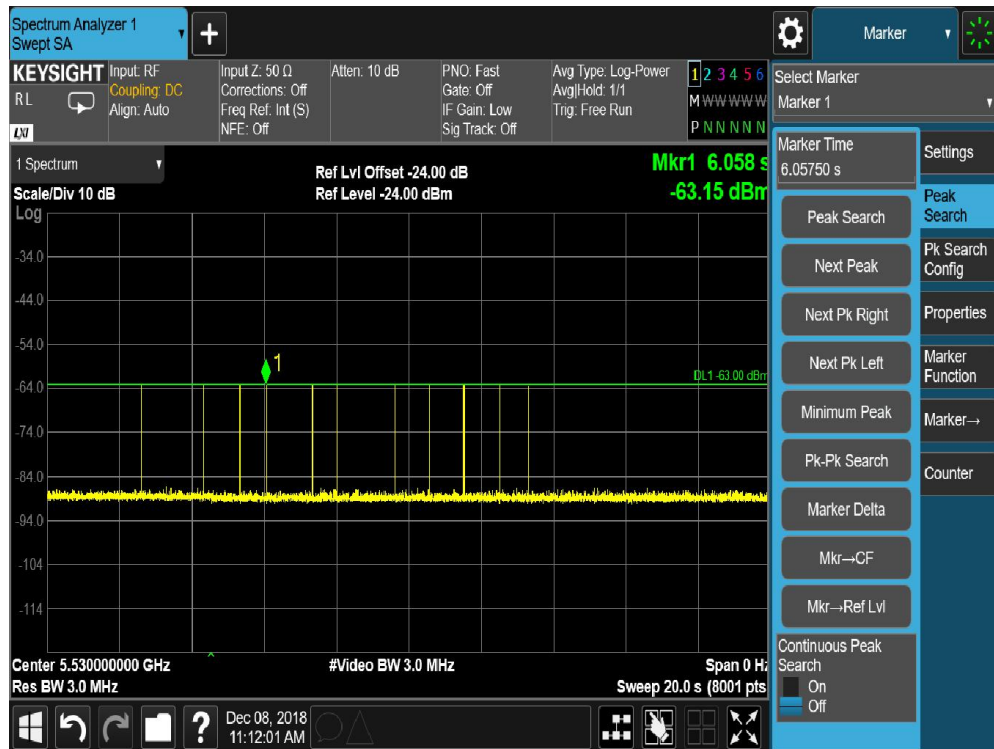 Spectrum Analyzer 1
Swept SA
+
Marker
KEYSIGHT
RL
LXI
Input: RF
Coupling: DC
Align: Auto
Input Z: 50 Ω
Corrections: Off
Freq Ref: Int (S)
NFE: Off
Atten: 10 dB
PNO: Fast
Gate: Off
IF Gain: Low
Sig Track: Off
Avg Type: Log-Power
Avg|Hold: 1/1
Trig: Free Run
1 2 3 4 5 6
M W W W W W
P N N N N N
Select Marker
Marker 1
1 Spectrum
Scale/Div 10 dB
Log
Ref Lvl Offset -24.00 dB
Ref Level -24.00 dBm
Mkr1 6.058 s
-63.15 dBm
-34.0
-44.0
-54.0
-64.0
-74.0
-84.0
-94.0
-104
-114
1
DL1 -63.00 dBm
Center 5.530000000 GHz
Res BW 3.0 MHz
#Video BW 3.0 MHz
Span 0 Hz
Sweep 20.0 s (8001 pts
Marker Time
6.05750 s
Peak Search
Next Peak
Next Pk Right
Next Pk Left
Minimum Peak
Pk-Pk Search
Marker Delta
Mkr→CF
Mkr→Ref Lvl
Continuous Peak
Search
On
Off
Settings
Peak
Search
Pk Search
Config
Properties
Marker
Function
Marker→
Counter
?
Dec 08, 2018
11:12:01 AM